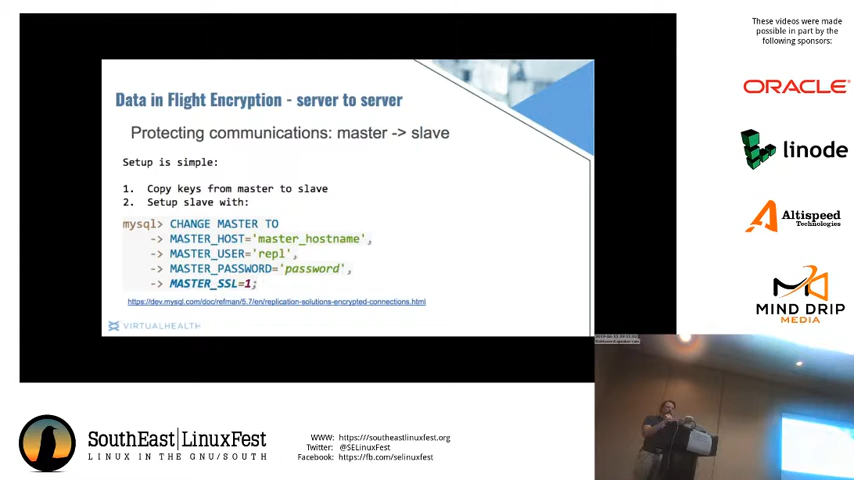 These videos were made
possible in part by the
following sponsors:
ORACLE
linode
Altispeed
Technologies
MIND DRIP
MEDIA
Data in Flight Encryption - server to server
Protecting communications: master -> slave
Setup is simple:
1. Copy keys from master to slave
2. Setup slave with:
mysql> CHANGE MASTER TO
-> MASTER_HOST='master_hostname',
-> MASTER_USER='repl',
-> MASTER_PASSWORD='password',
-> MASTER_SSL=1;
https://dev.mysql.com/doc/refman/5.7/en/replication-solutions-encrypted-connections.html
VIRTUALHEALTH
SouthEast|LinuxFest
LINUX IN THE GNU/SOUTH
WWW: https:///southeastlinuxfest.org
Twitter: @SELinuxFest
Facebook: https://fb.com/selinuxfest